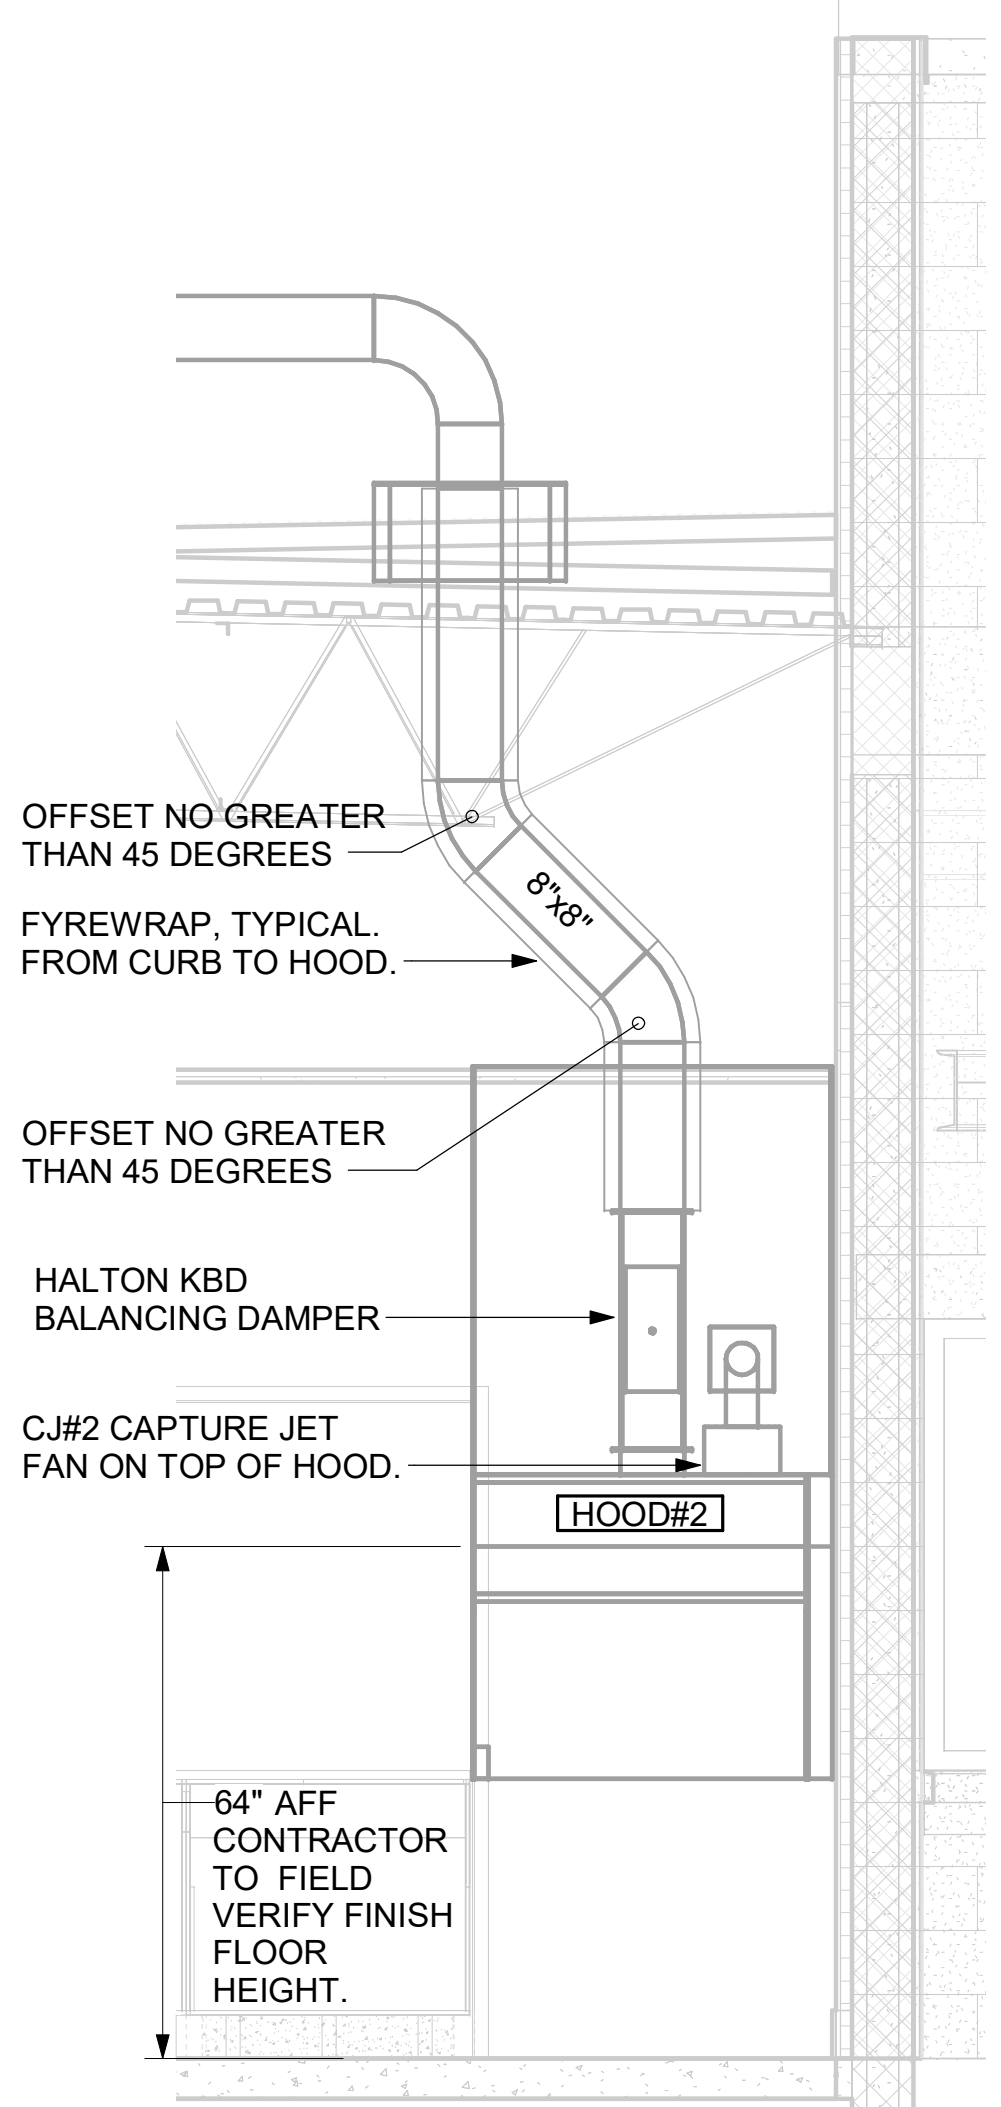 OFFSET NO GREATER
THAN 45 DEGREES
8"x8"
FYREWRAP, TYPICAL.
FROM CURB TO HOOD.
OFFSET NO GREATER
THAN 45 DEGREES
HALTON KBD
BALANCING DAMPER
CJ#2 CAPTURE JET
FAN ON TOP OF HOOD.
HOOD#2
64" AFF
CONTRACTOR
TO FIELD
VERIFY FINISH
FLOOR
HEIGHT.